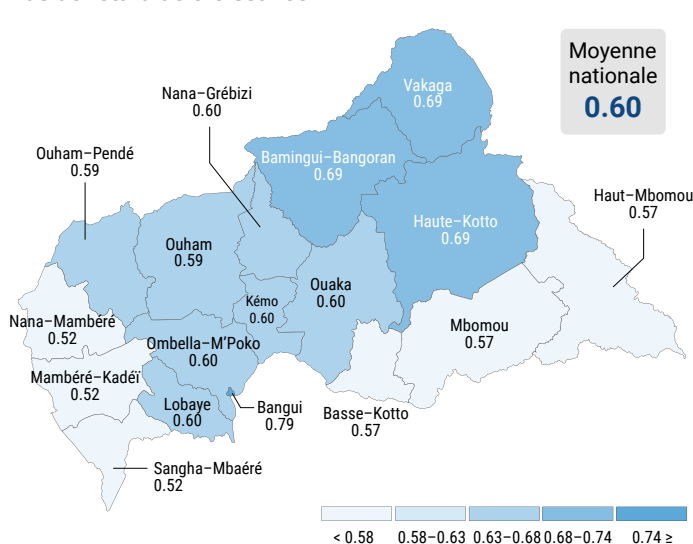 Moyenne
nationale
0.60
Vakaga
0.69
Nana–Grébizi
0.60
Bamingui–Bangoran
0.69
Ouham–Pendé
0.59
Haut–Mbomou
0.57
Haute–Kotto
0.69
Ouham
0.59
Ouaka
0.60
Kémo
0.60
Nana–Mambéré
0.52
Mbomou
0.57
Ombella–M'Poko
0.60
Mambéré–Kadéï
0.52
Lobaye
0.60
Bangui
0.79
Basse–Kotto
0.57
Sangha–Mbaéré
0.52
< 0.58 0.58–0.63 0.63–0.68 0.68–0.74 0.74 ≥